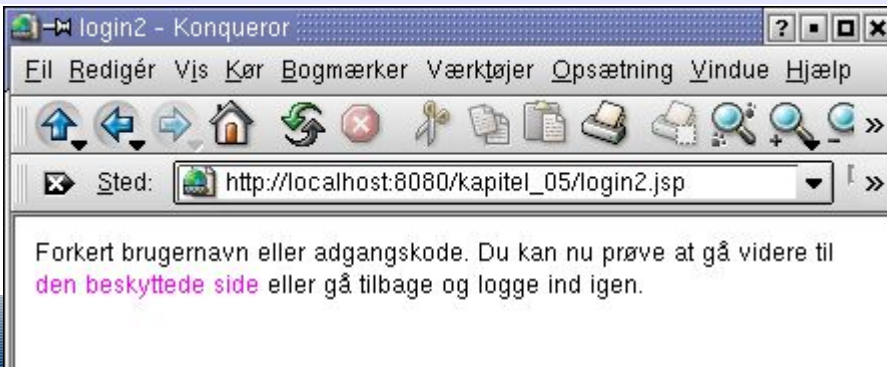 login2 - Konqueror
Fil Redigér Vis Kør Bogmærker Værktøjer Opsætning Vindue Hjælp
Sted: http://localhost:8080/kapitel_05/login2.jsp
Forkert brugernavn eller adgangskode. Du kan nu prøve at gå videre til
den beskyttede side eller gå tilbage og logge ind igen.